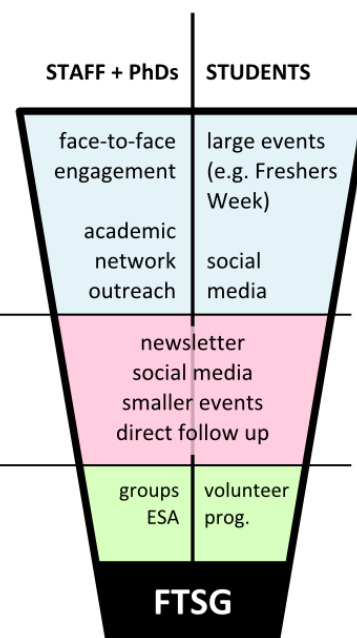 STAFF + PhDs
STUDENTS
face-to-face
engagement
academic
network
outreach
large events
(e.g. Freshers
Week)
social
media
newsletter
social media
smaller events
direct follow up
groups
ESA
volunteer
prog.
FTSG